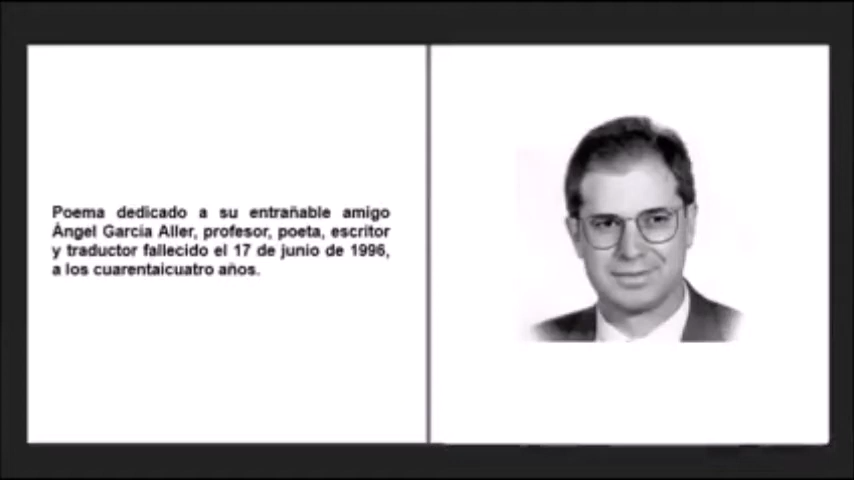 Poema dedicado a su entrañable amigo
Ángel García Aller, profesor, poeta, escritor
y traductor fallecido el 17 de junio de 1996,
a los cuarentaicuatro años.